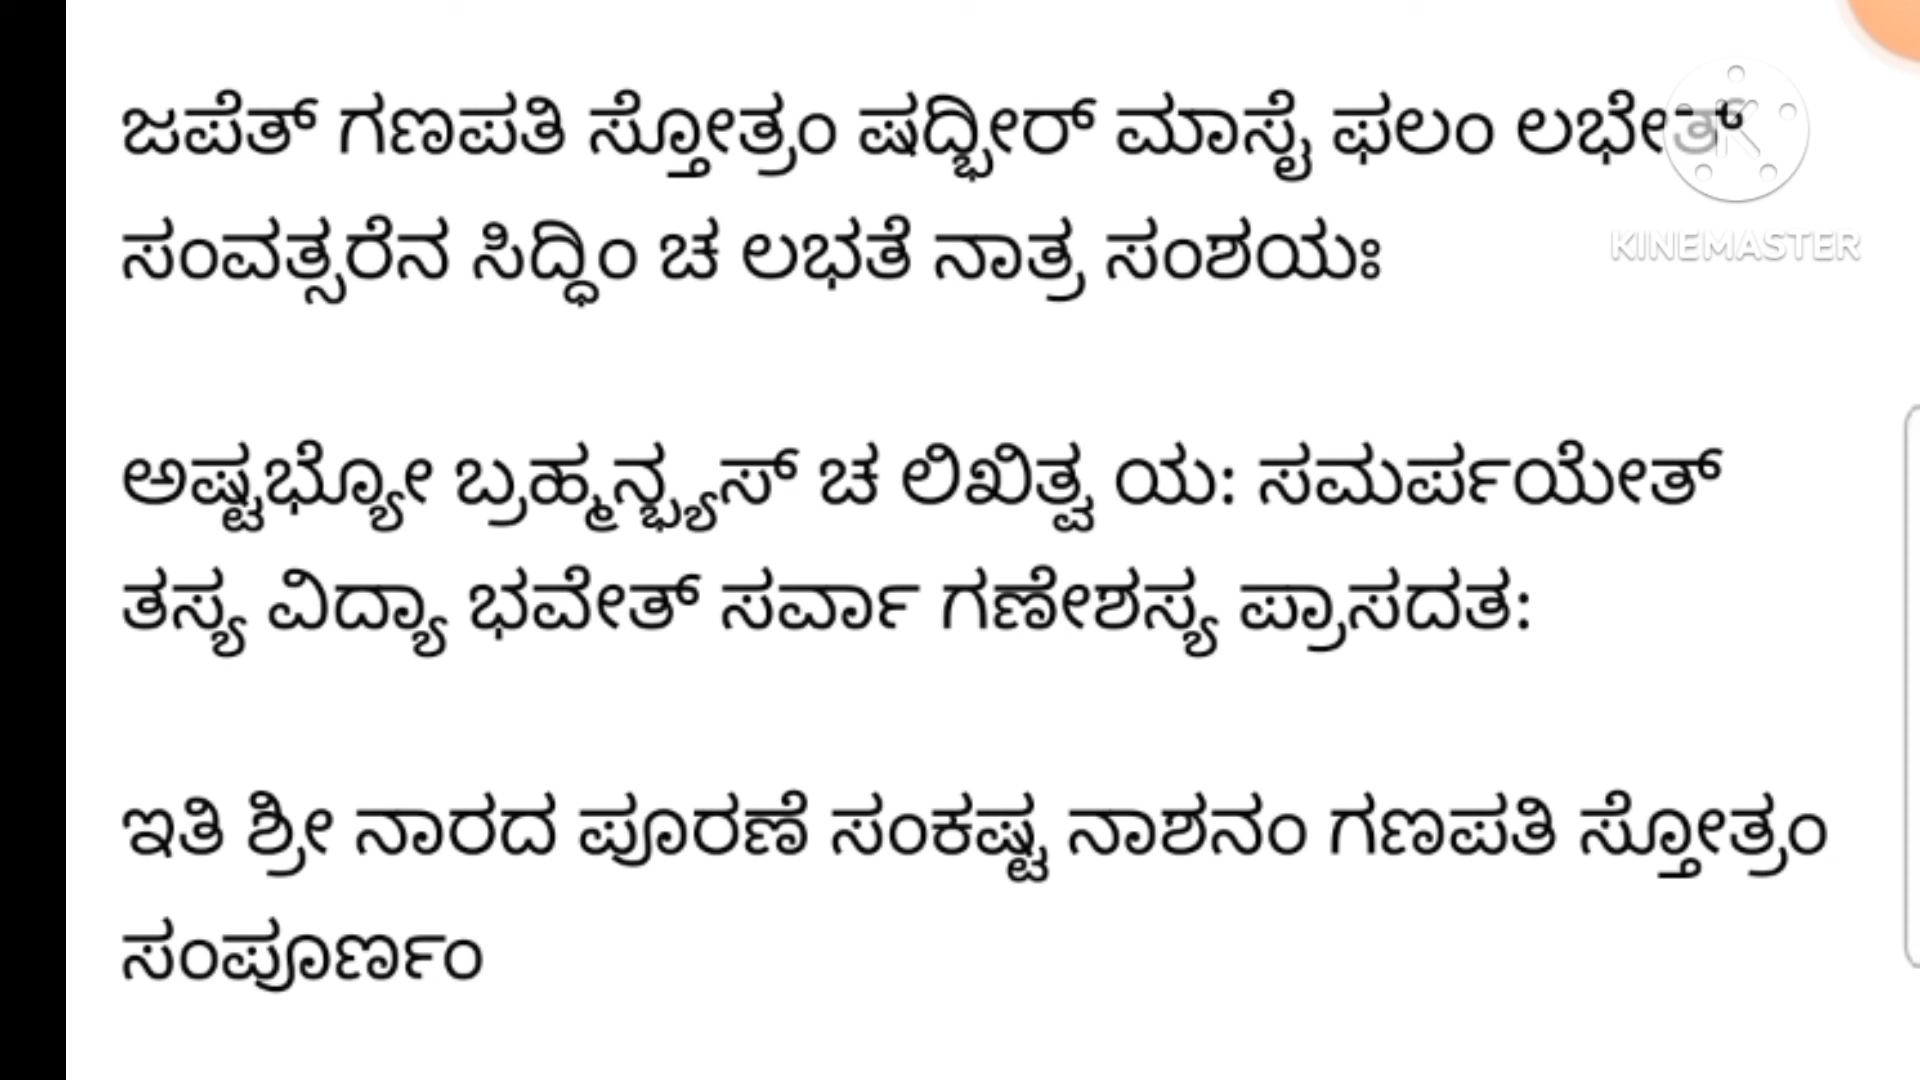 ಜಪೆತ್ ಗಣಪತಿ ಸ್ತೋತ್ರಂ ಷದ್ಭೀರ್ ಮಾಸೈ ಫಲಂ ಲಭೇತ್
KINEMASTER
ಸಂವತ್ಸರೆನ ಸಿದ್ಧಿಂ ಚ ಲಭತೆ ನಾತ್ರ ಸಂಶಯಃ
ಅಷ್ಟಭ್ಯೋ ಬ್ರಹ್ಮನ್ಭ್ಯಸ್ ಚ ಲಿಖಿತ್ವ ಯ: ಸಮರ್ಪಯೇತ್
ತಸ್ಯ ವಿದ್ಯಾ ಭವೇತ್ ಸರ್ವಾ ಗಣೇಶಸ್ಯ ಪ್ರಾಸದತ:
ಇತಿ ಶ್ರೀ ನಾರದ ಪೂರಣೆ ಸಂಕಷ್ಟ ನಾಶನಂ ಗಣಪತಿ ಸ್ತೋತ್ರಂ
ಸಂಪೂರ್ಣಂ